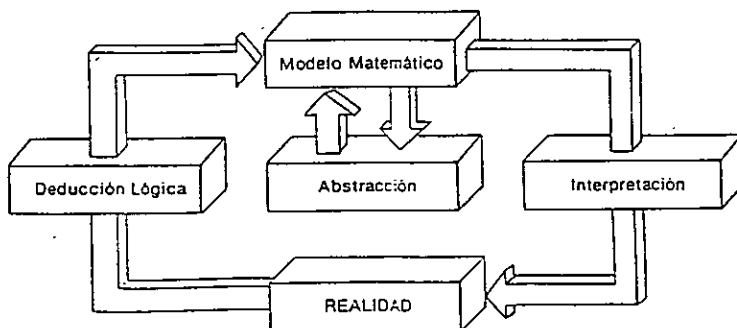 Modelo Matemático
Deducción Lógica
Abstracción
Interpretación
REALIDAD